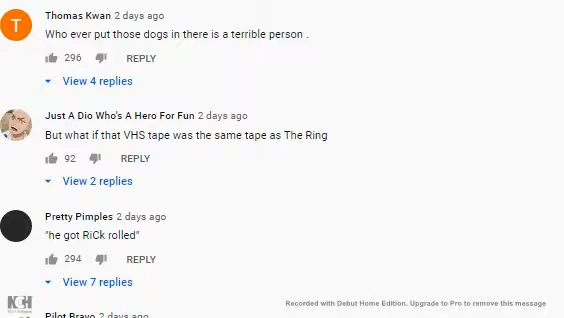 T
Thomas Kwan 2 days ago
Who ever put those dogs in there is a terrible person .
296 REPLY
View 4 replies
Just A Dio Who's A Hero For Fun 2 days ago
But what if that VHS tape was the same tape as The Ring
92 REPLY
View 2 replies
Pretty Pimples 2 days ago
"he got RiCk rolled"
294 REPLY
View 7 replies
NCH
Recorded with Debut Home Edition. Upgrade to Pro to remove this message
Pilot Bravo 2 days ago